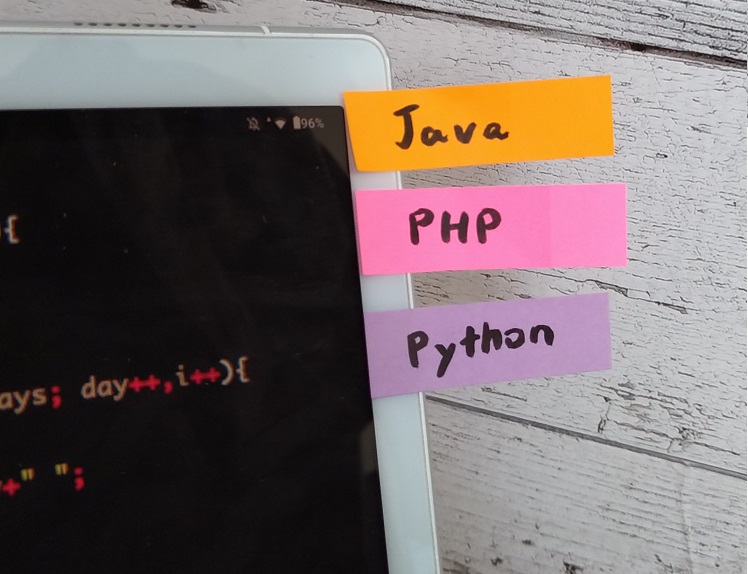 96%
Java
PHP
){
Python
ays; day++,i++){
+" ";